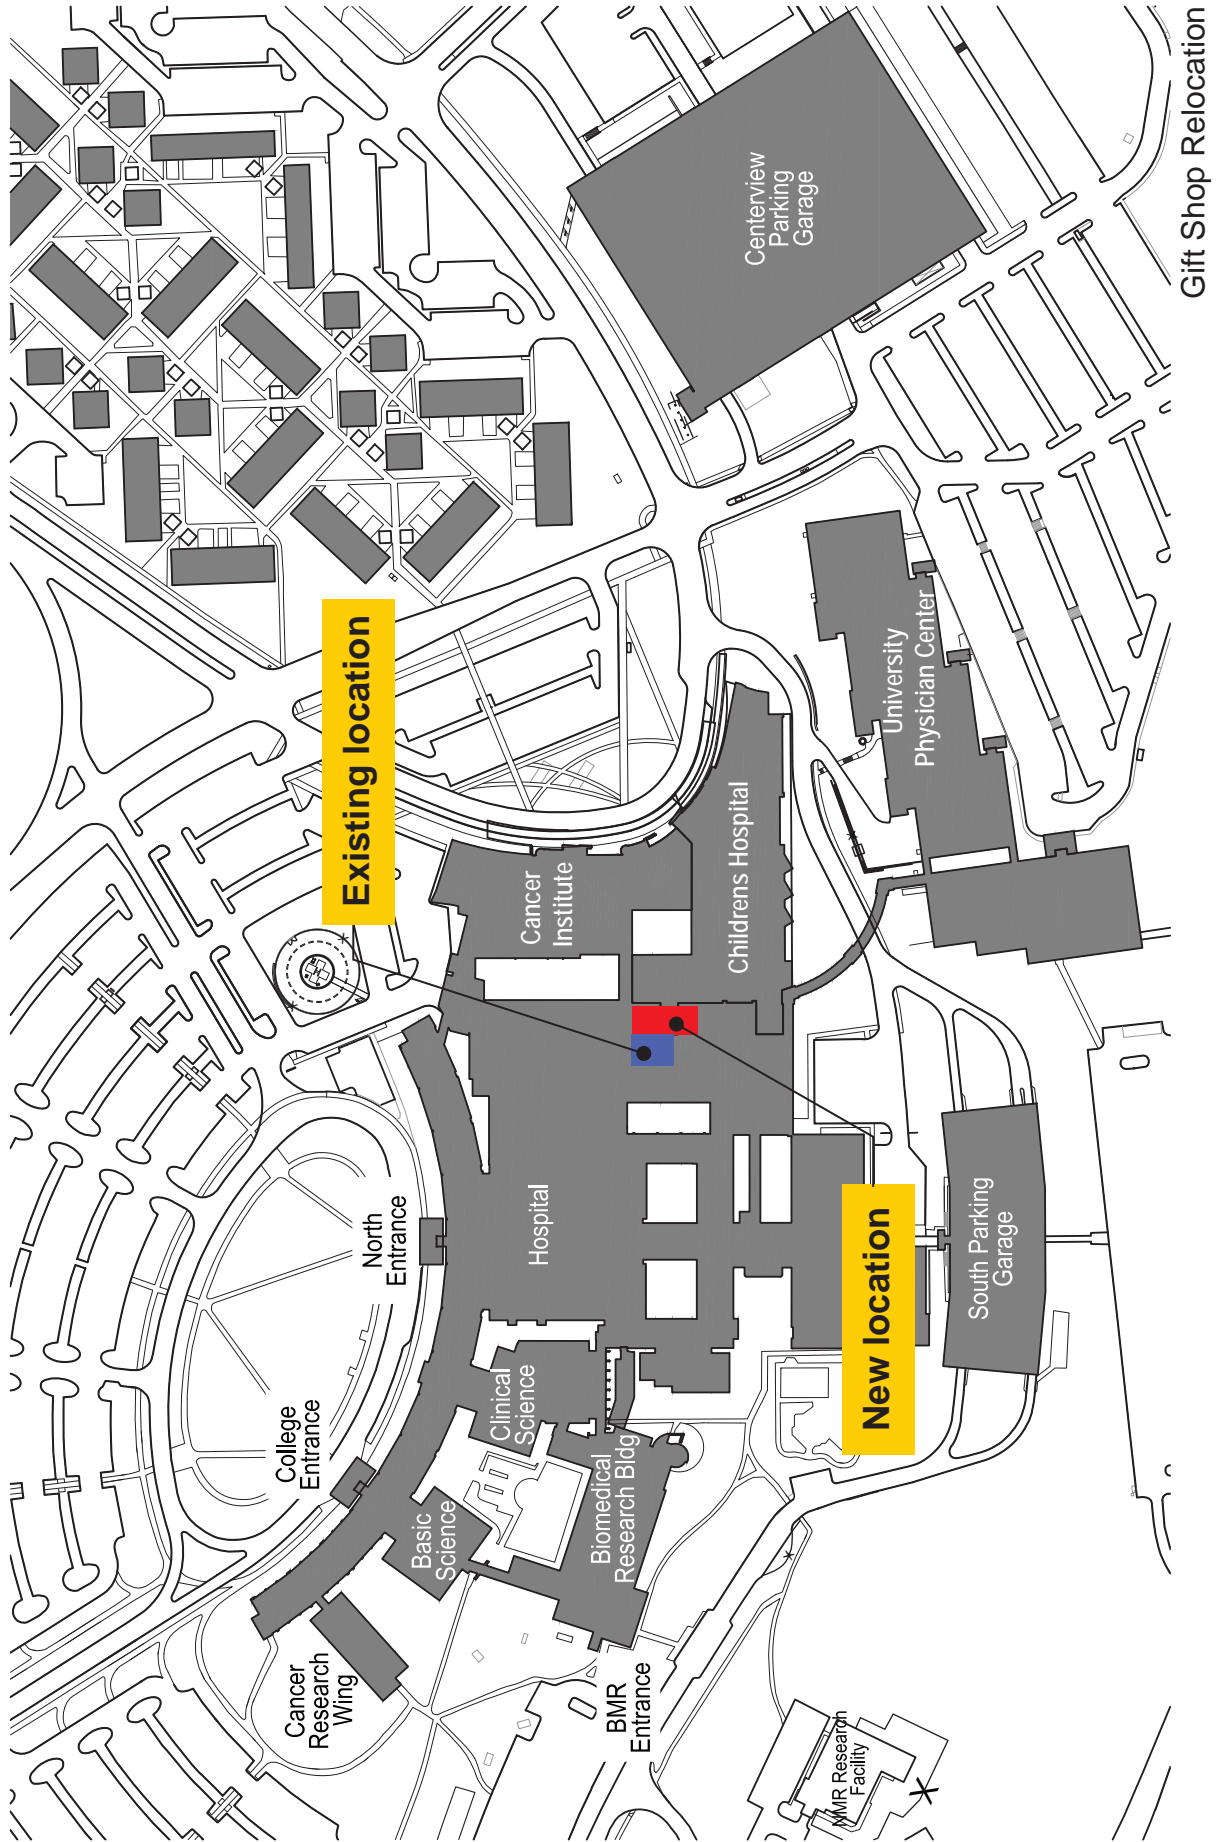 Gift Shop Relocation
Existing location
New location
Centerview
Parking
Garage
University
Physician Center
Cancer
Institute
Childrens Hospital
North
Entrance
Hospital
South Parking
Garage
College
Entrance
Clinical
Science
Basic
Science
Biomedical
Research Bldg
Cancer
Research
Wing
BMR
Entrance
NMR Research
Facility